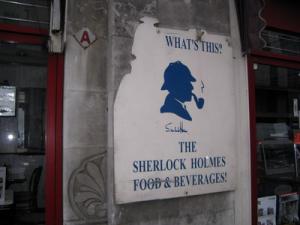 A
WHAT'S THIS?
THE
SHERLOCK HOLMES
FOOD & BEVERAGES!